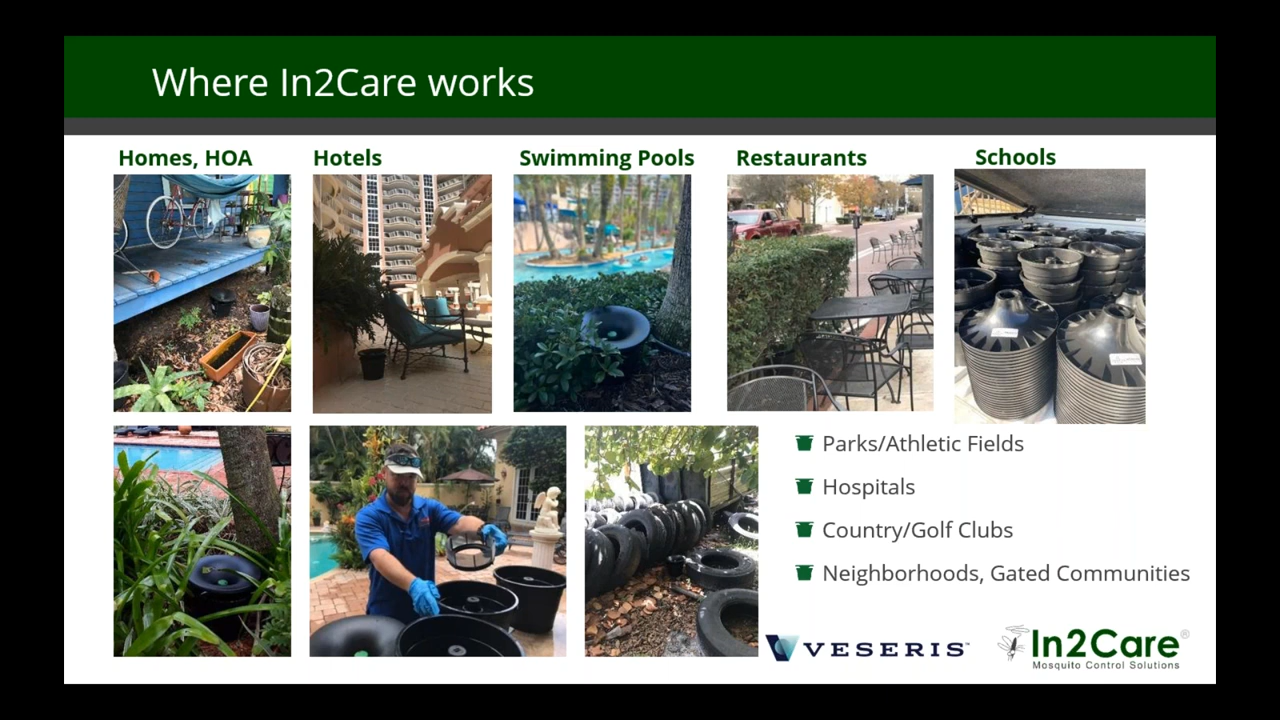 Where In2Care works
Homes, HOA
Hotels
Swimming Pools
Restaurants
Schools
Parks/Athletic Fields
Hospitals
Country/Golf Clubs
Neighborhoods, Gated Communities
VESERIS™
In2Care®
Mosquito Control Solutions